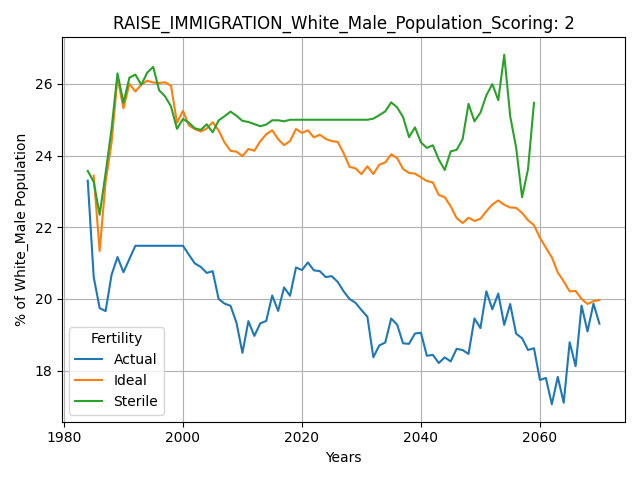 RAISE_IMMIGRATION_White_Male_Population_Scoring: 2
% of White_Male Population
26
24
22
20
18
Fertility
Actual
Ideal
Sterile
1980
2000
2020
2040
2060
Years